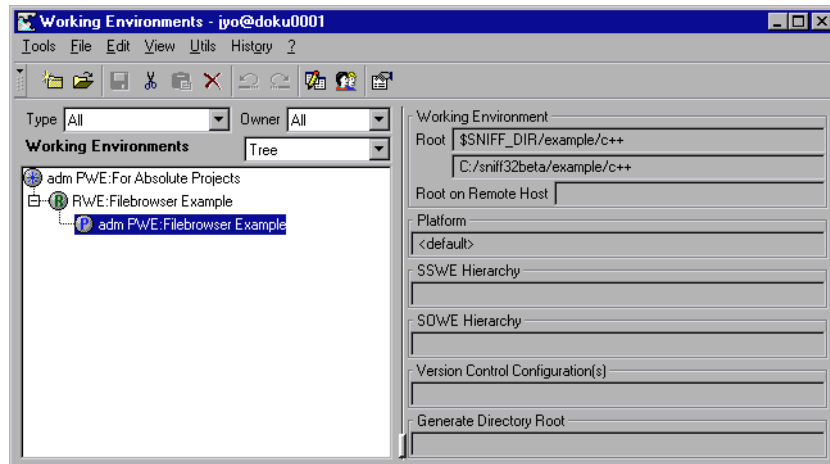 Working Environments - jyo@doku0001
Tools File Edit View Utils History ?
Type All Owner All
Working Environments Tree
adm PWE:For Absolute Projects
R RWE:Filebrowser Example
P adm PWE:Filebrowser Example
Working Environment
Root $SNIFF_DIR/example/c++
C:/sniff32beta/example/c++
Root on Remote Host
Platform
<default>
SSWE Hierarchy
SOWE Hierarchy
Version Control Configuration(s)
Generate Directory Root